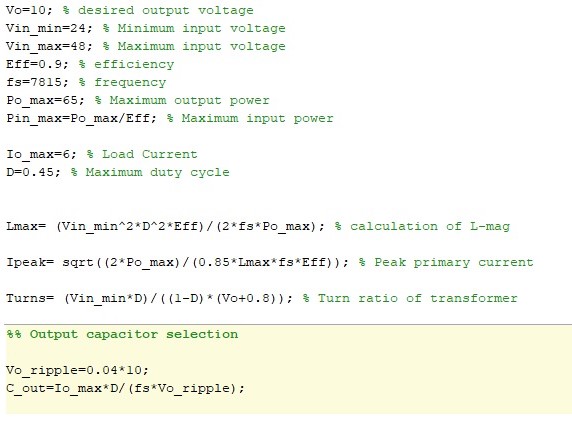 Vo=10; % desired output voltage
Vin_min=24; % Minimum input voltage
Vin_max=48; % Maximum input voltage
Eff=0.9; % efficiency
fs=7815; % frequency
Po_max=65; % Maximum output power
Pin_max=Po_max/Eff; % Maximum input power
Io_max=6; % Load Current
D=0.45; % Maximum duty cycle
Lmax= (Vin_min^2*D^2*Eff)/(2*fs*Po_max); % calculation of L-mag
Ipeak= sqrt((2*Po_max)/(0.85*Lmax*fs*Eff)); % Peak primary current
Turns= (Vin_min*D)/((1-D)*(Vo+0.8)); % Turn ratio of transformer
%% Output capacitor selection
Vo_ripple=0.04*10;
C_out=Io_max*D/(fs*Vo_ripple);